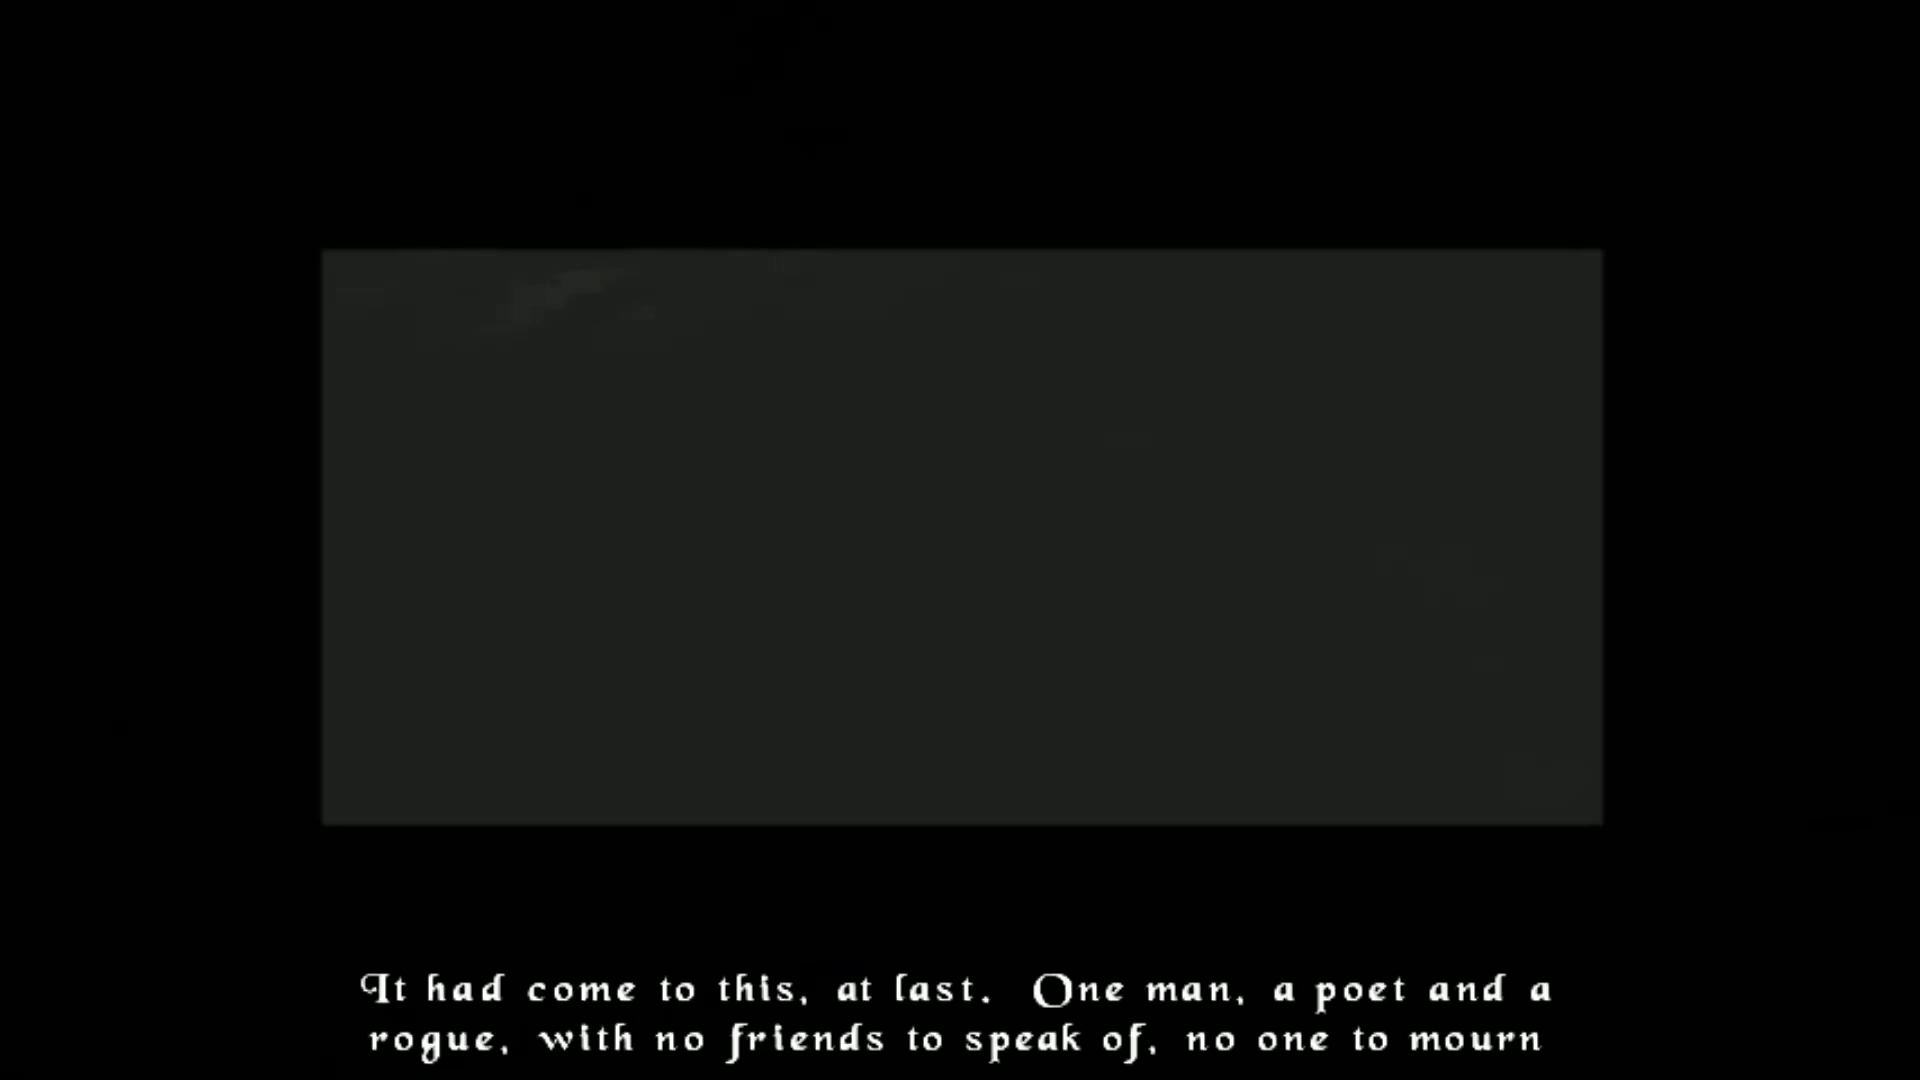 It had come to this, at last. One man, a poet and a
rogue, with no friends to speak of, no one to mourn